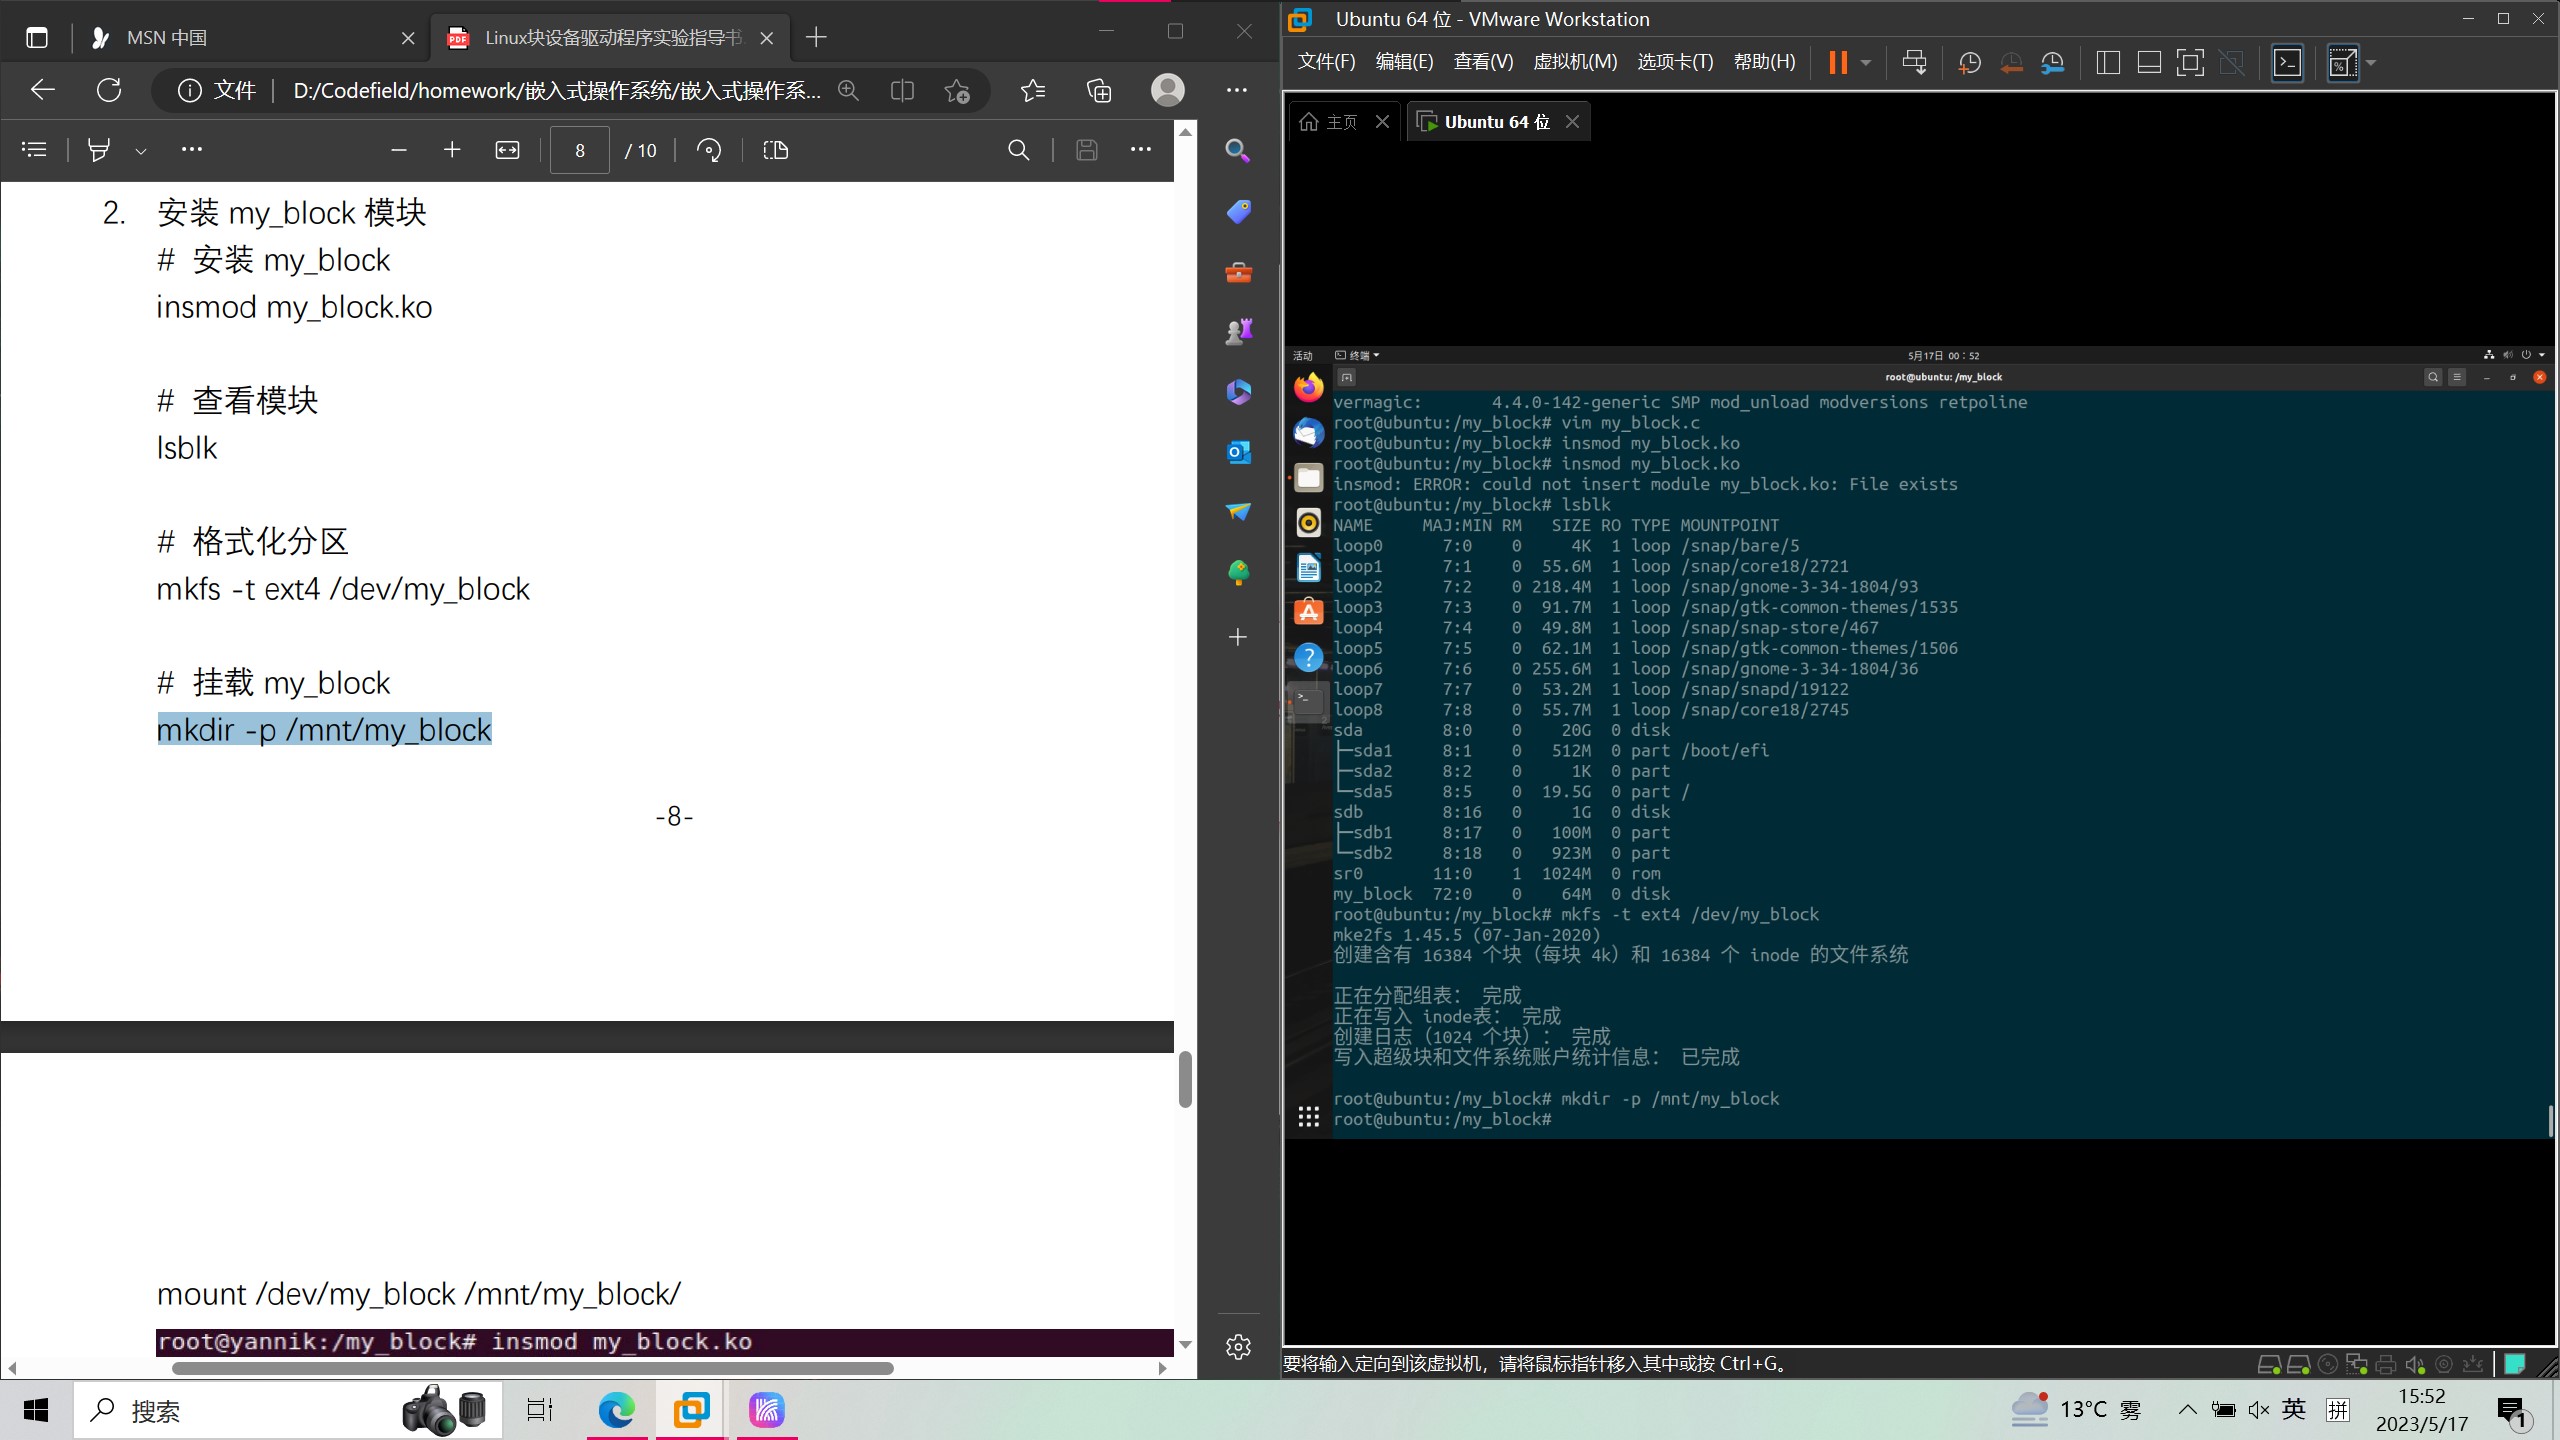 MSN 中国
Linux块设备驱动程序实验指导书
文件
D:/Codefield/homework/嵌入式操作系统/嵌入式操作系...
8
/ 10
2. 安装 my_block 模块
# 安装 my_block
insmod my_block.ko
# 查看模块
lsblk
# 格式化分区
mkfs -t ext4 /dev/my_block
# 挂载 my_block
mkdir -p /mnt/my_block
-8-
mount /dev/my_block /mnt/my_block/
root@yannik:/my_block# insmod my_block.ko
Ubuntu 64 位 - VMware Workstation
文件(F) 编辑(E) 查看(V) 虚拟机(M) 选项卡(T) 帮助(H)
主页
Ubuntu 64 位
活动
终端
5月17日 00：52
root@ubuntu: /my_block
vermagic:       4.4.0-142-generic SMP mod_unload modversions retpoline
root@ubuntu:/my_block# vim my_block.c
root@ubuntu:/my_block# insmod my_block.ko
root@ubuntu:/my_block# insmod my_block.ko
insmod: ERROR: could not insert module my_block.ko: File exists
root@ubuntu:/my_block# lsblk
NAME     MAJ:MIN RM   SIZE RO TYPE MOUNTPOINT
loop0      7:0    0     4K  1 loop /snap/bare/5
loop1      7:1    0  55.6M  1 loop /snap/core18/2721
loop2      7:2    0 218.4M  1 loop /snap/gnome-3-34-1804/93
loop3      7:3    0  91.7M  1 loop /snap/gtk-common-themes/1535
loop4      7:4    0  49.8M  1 loop /snap/snap-store/467
loop5      7:5    0  62.1M  1 loop /snap/gtk-common-themes/1506
loop6      7:6    0 255.6M  1 loop /snap/gnome-3-34-1804/36
loop7      7:7    0  53.2M  1 loop /snap/snapd/19122
loop8      7:8    0  55.7M  1 loop /snap/core18/2745
sda        8:0    0    20G  0 disk
├─sda1     8:1    0   512M  0 part /boot/efi
├─sda2     8:2    0     1K  0 part
└─sda5     8:5    0  19.5G  0 part /
sdb        8:16   0     1G  0 disk
├─sdb1     8:17   0   100M  0 part
└─sdb2     8:18   0   923M  0 part
sr0       11:0    1  1024M  0 rom
my_block  72:0    0    64M  0 disk
root@ubuntu:/my_block# mkfs -t ext4 /dev/my_block
mke2fs 1.45.5 (07-Jan-2020)
创建含有 16384 个块（每块 4k）和 16384 个 inode 的文件系统
正在分配组表： 完成
正在写入 inode表： 完成
创建日志（1024 个块）： 完成
写入超级块和文件系统账户统计信息： 已完成
root@ubuntu:/my_block# mkdir -p /mnt/my_block
root@ubuntu:/my_block#
要将输入定向到该虚拟机，请将鼠标指针移入其中或按 Ctrl+G。
搜索
13°C 雾
英
拼
15:52
2023/5/17
1